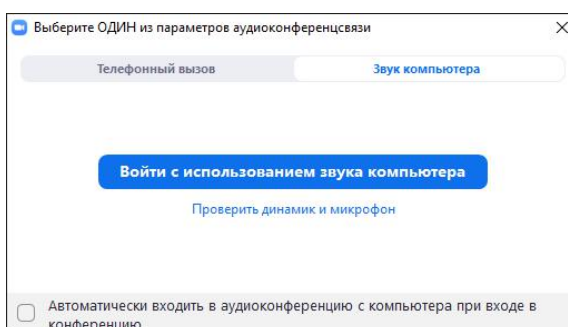 Выберите ОДИН из параметров аудиоконференцсвязи
Телефонный вызов
Звук компьютера
Войти с использованием звука компьютера
Проверить динамик и микрофон
Автоматически входить в аудиоконференцию с компьютера при входе в
конференцию